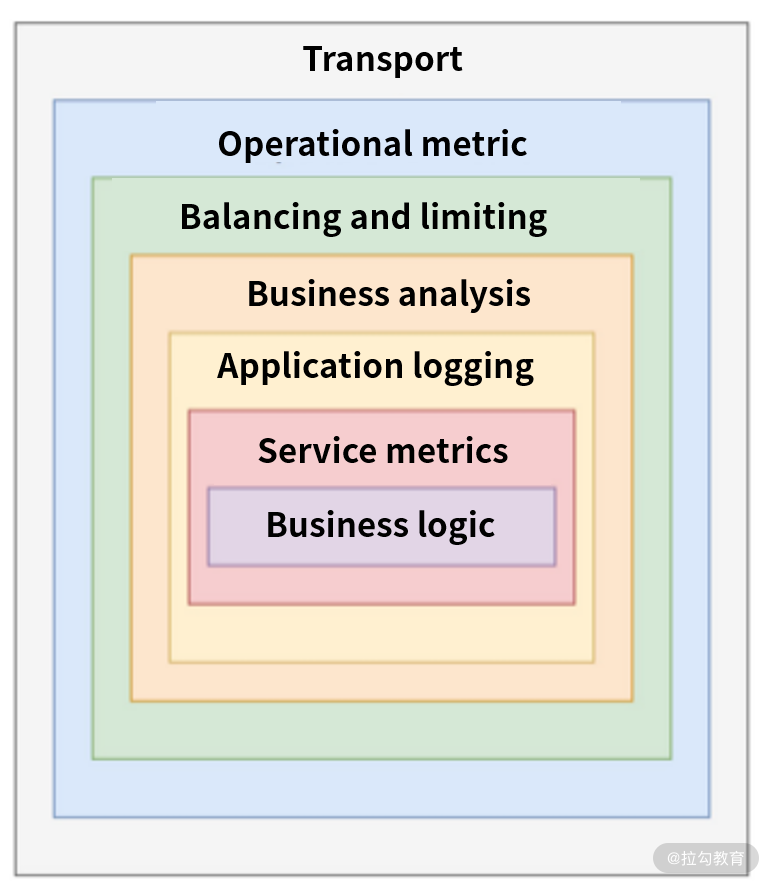 Transport
Operational metric
Balancing and limiting
Business analysis
Application logging
Service metrics
Business logic
@拉勾教育